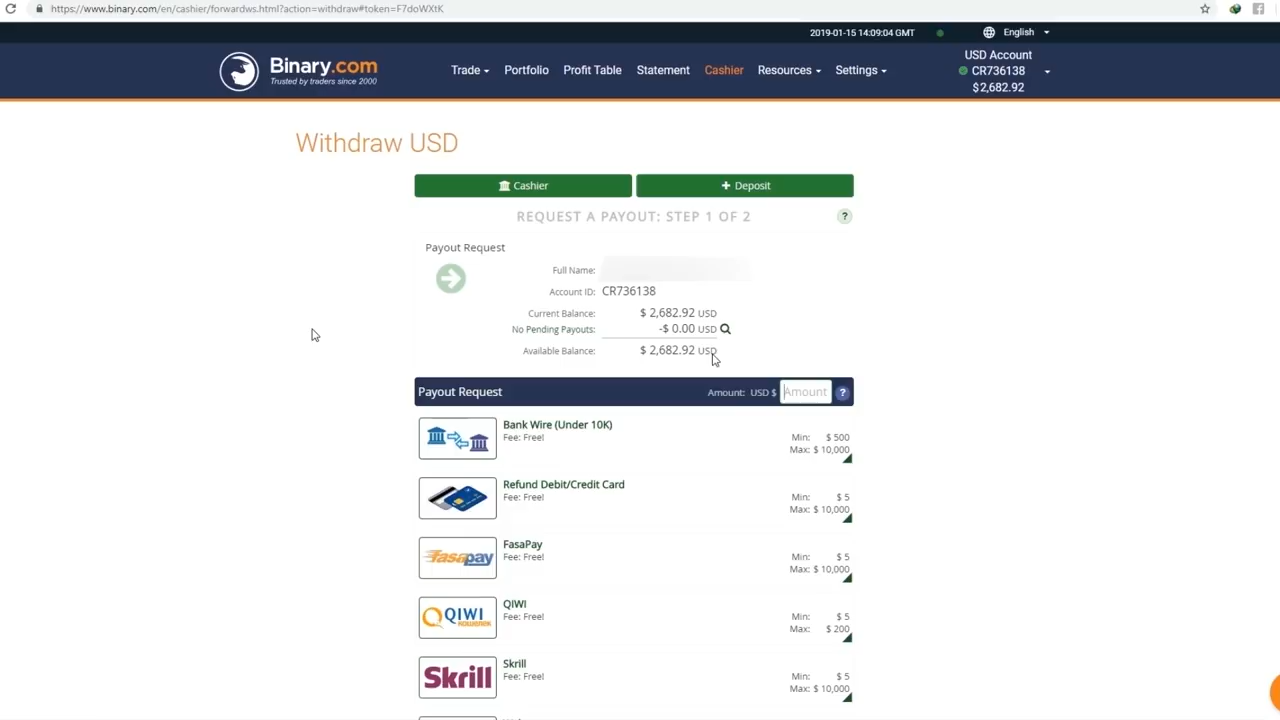 https://www.binary.com/en/cashier/forwardws.html?action=withdraw#token=F7doWXtK
2019-01-15 14:09:04 GMT
English
Binary.com
Trusted by traders since 2000
Trade Portfolio Profit Table Statement Cashier Resources Settings
USD Account
CR736138
$2,682.92
Withdraw USD
Cashier
+ Deposit
REQUEST A PAYOUT: STEP 1 OF 2
?
Payout Request
Full Name:
Account ID: CR736138
Current Balance: $ 2,682.92 USD
No Pending Payouts: -$ 0.00 USD
Available Balance: $ 2,682.92 USD
Payout Request Amount: USD $ Amount ?
Bank Wire (Under 10K)
Fee: Free!
Min: $ 500
Max: $ 10,000
Refund Debit/Credit Card
Fee: Free!
Min: $ 5
Max: $ 10,000
fasapay
FasaPay
Fee: Free!
Min: $ 5
Max: $ 10,000
QIWI
QIWI
Fee: Free!
Min: $ 5
Max: $ 200
Skrill
Skrill
Fee: Free!
Min: $ 5
Max: $ 10,000